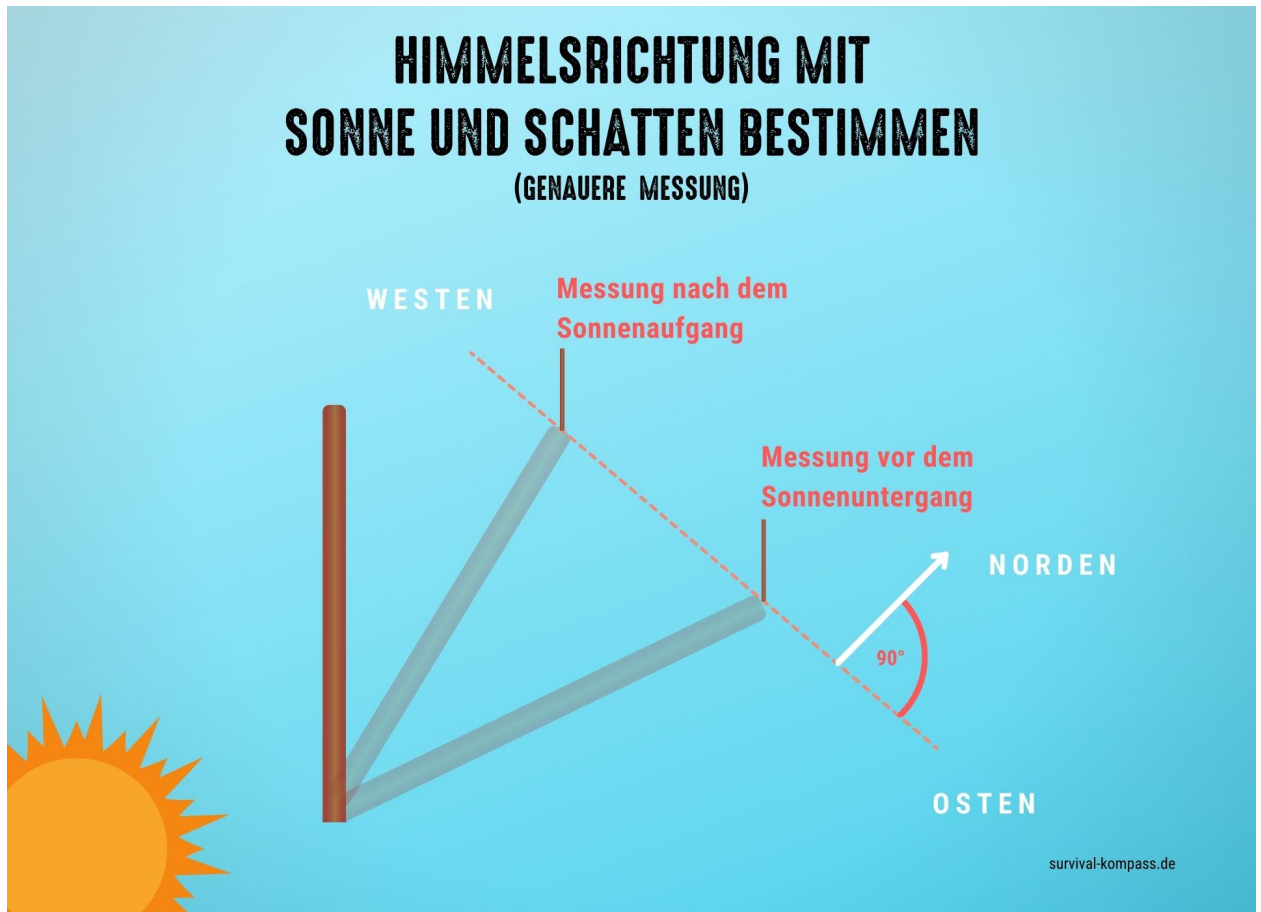 HIMMELSRICHTUNG MIT
SONNE UND SCHATTEN BESTIMMEN
(GENAUERE MESSUNG)
WESTEN
Messung nach dem
Sonnenaufgang
Messung vor dem
Sonnenuntergang
NORDEN
90°
OSTEN
survival-kompass.de